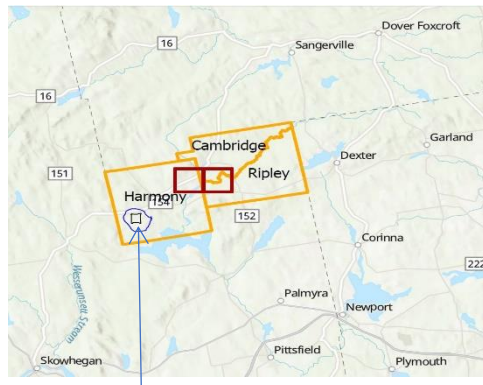 Dover Foxcroft
16
Sangerville
16
Cambridge
Garland
151
Dexter
Ripley
Harmony
154
152
Corinna
222
Wesserunsett Stream
Palmyra
Newport
Pittsfield
Skowhegan
Plymouth